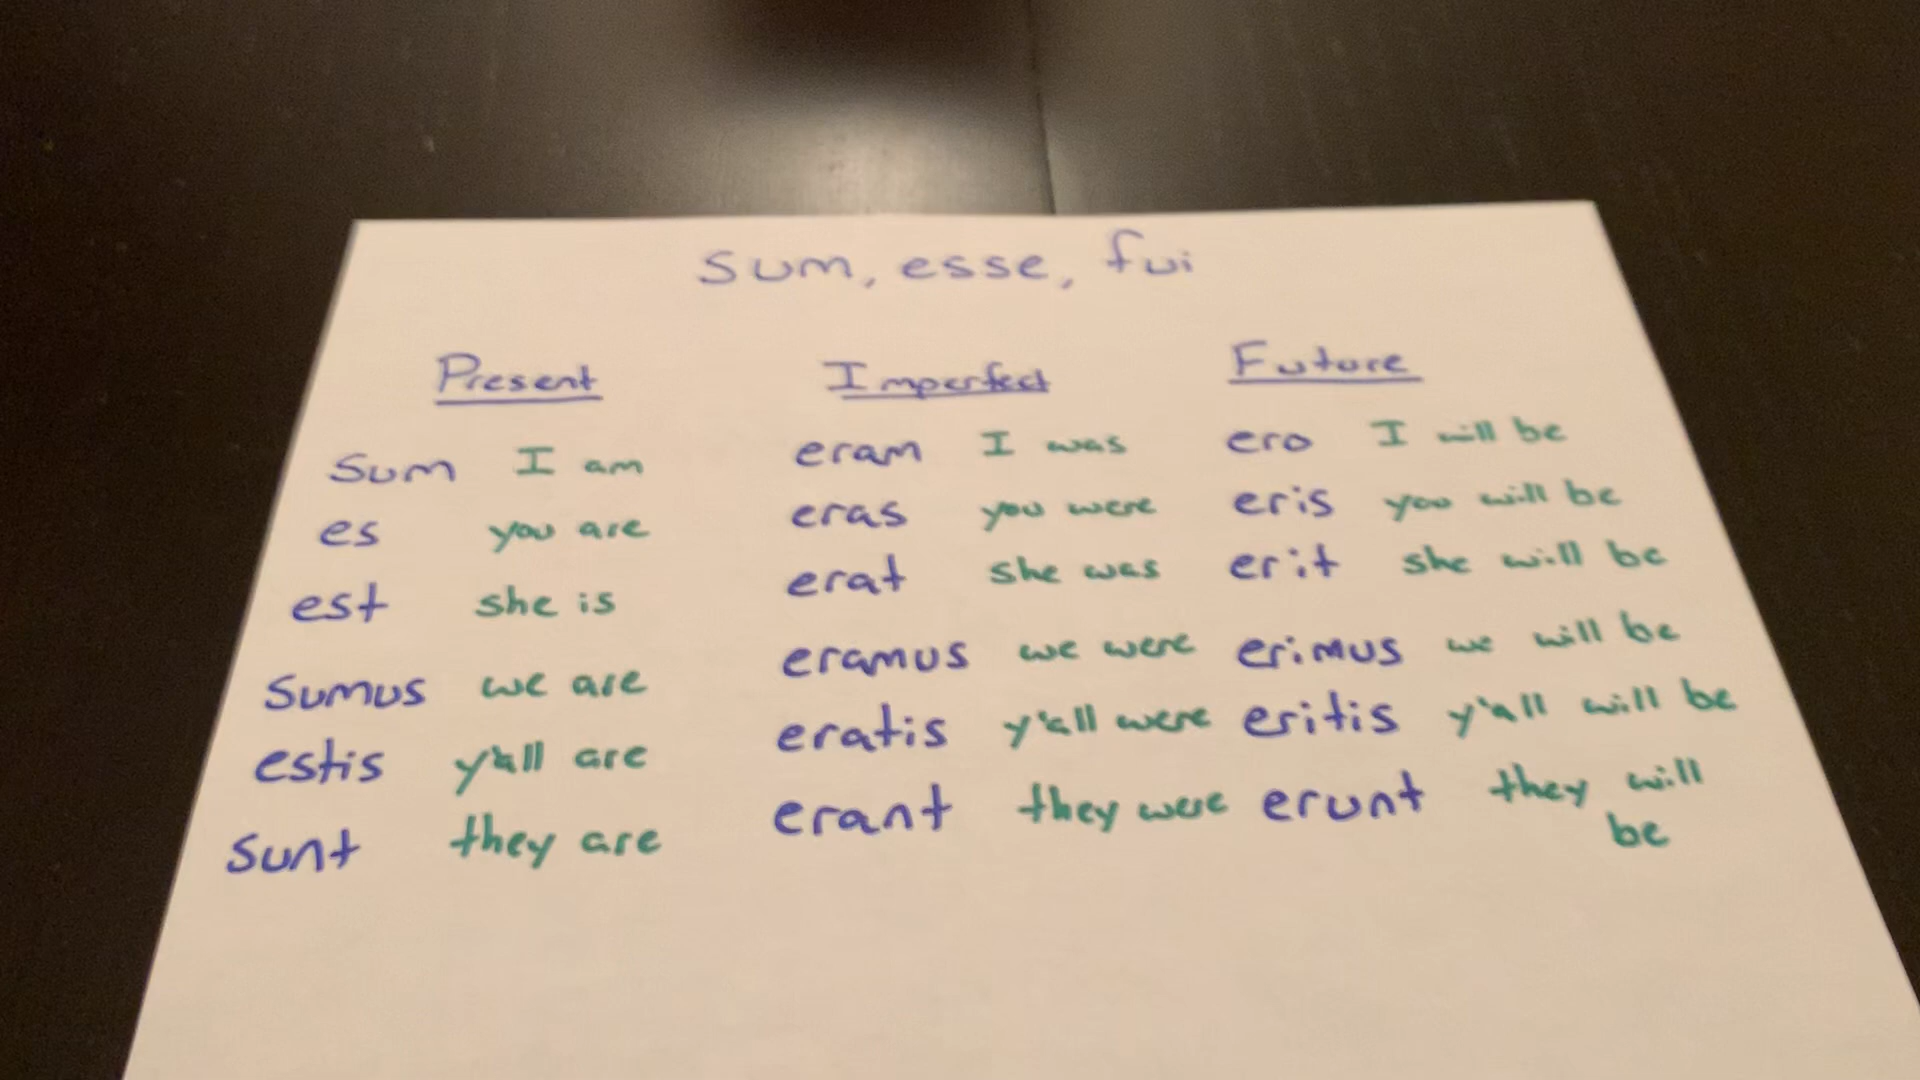 sum, esse, fui
Present Imperfect Future
sum I am eram I was ero I will be
es you are eras you were eris you will be
est she is erat she was erit she will be
sumus we are eramus we were erimus we will be
estis y'all are eratis y'all were eritis y'all will be
sunt they are erant they were erunt they will
be